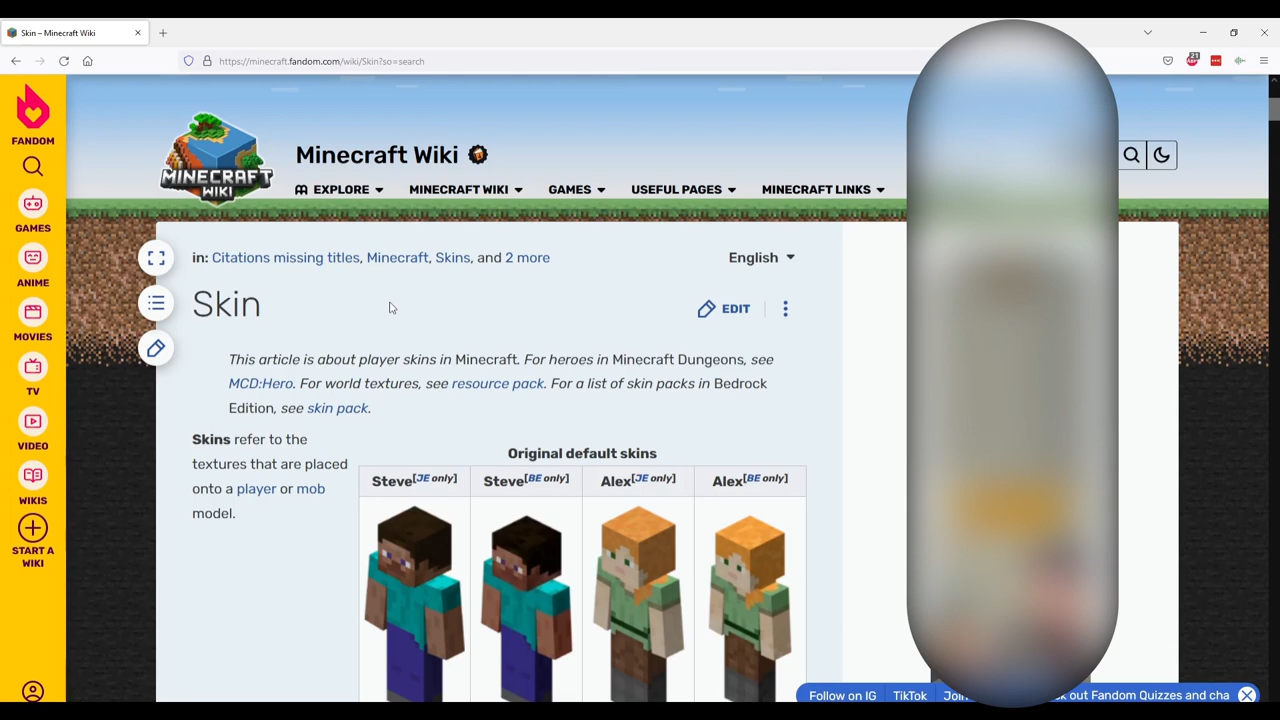 Skin – Minecraft Wiki
https://minecraft.fandom.com/wiki/Skin?so=search
21
FANDOM
GAMES
ANIME
MOVIES
TV
VIDEO
WIKIS
START A
WIKI
MINECRAFT
WIKI
Minecraft Wiki
EXPLORE
MINECRAFT WIKI
GAMES
USEFUL PAGES
MINECRAFT LINKS
in: Citations missing titles, Minecraft, Skins, and 2 more
English
Skin
EDIT
This article is about player skins in Minecraft. For heroes in Minecraft Dungeons, see
MCD:Hero. For world textures, see resource pack. For a list of skin packs in Bedrock
Edition, see skin pack.
Skins refer to the
textures that are placed
onto a player or mob
model.
Original default skins
Steve[JE only]
Steve[BE only]
Alex[JE only]
Alex[BE only]
Follow on IG
TikTok
Join
out Fandom Quizzes and cha